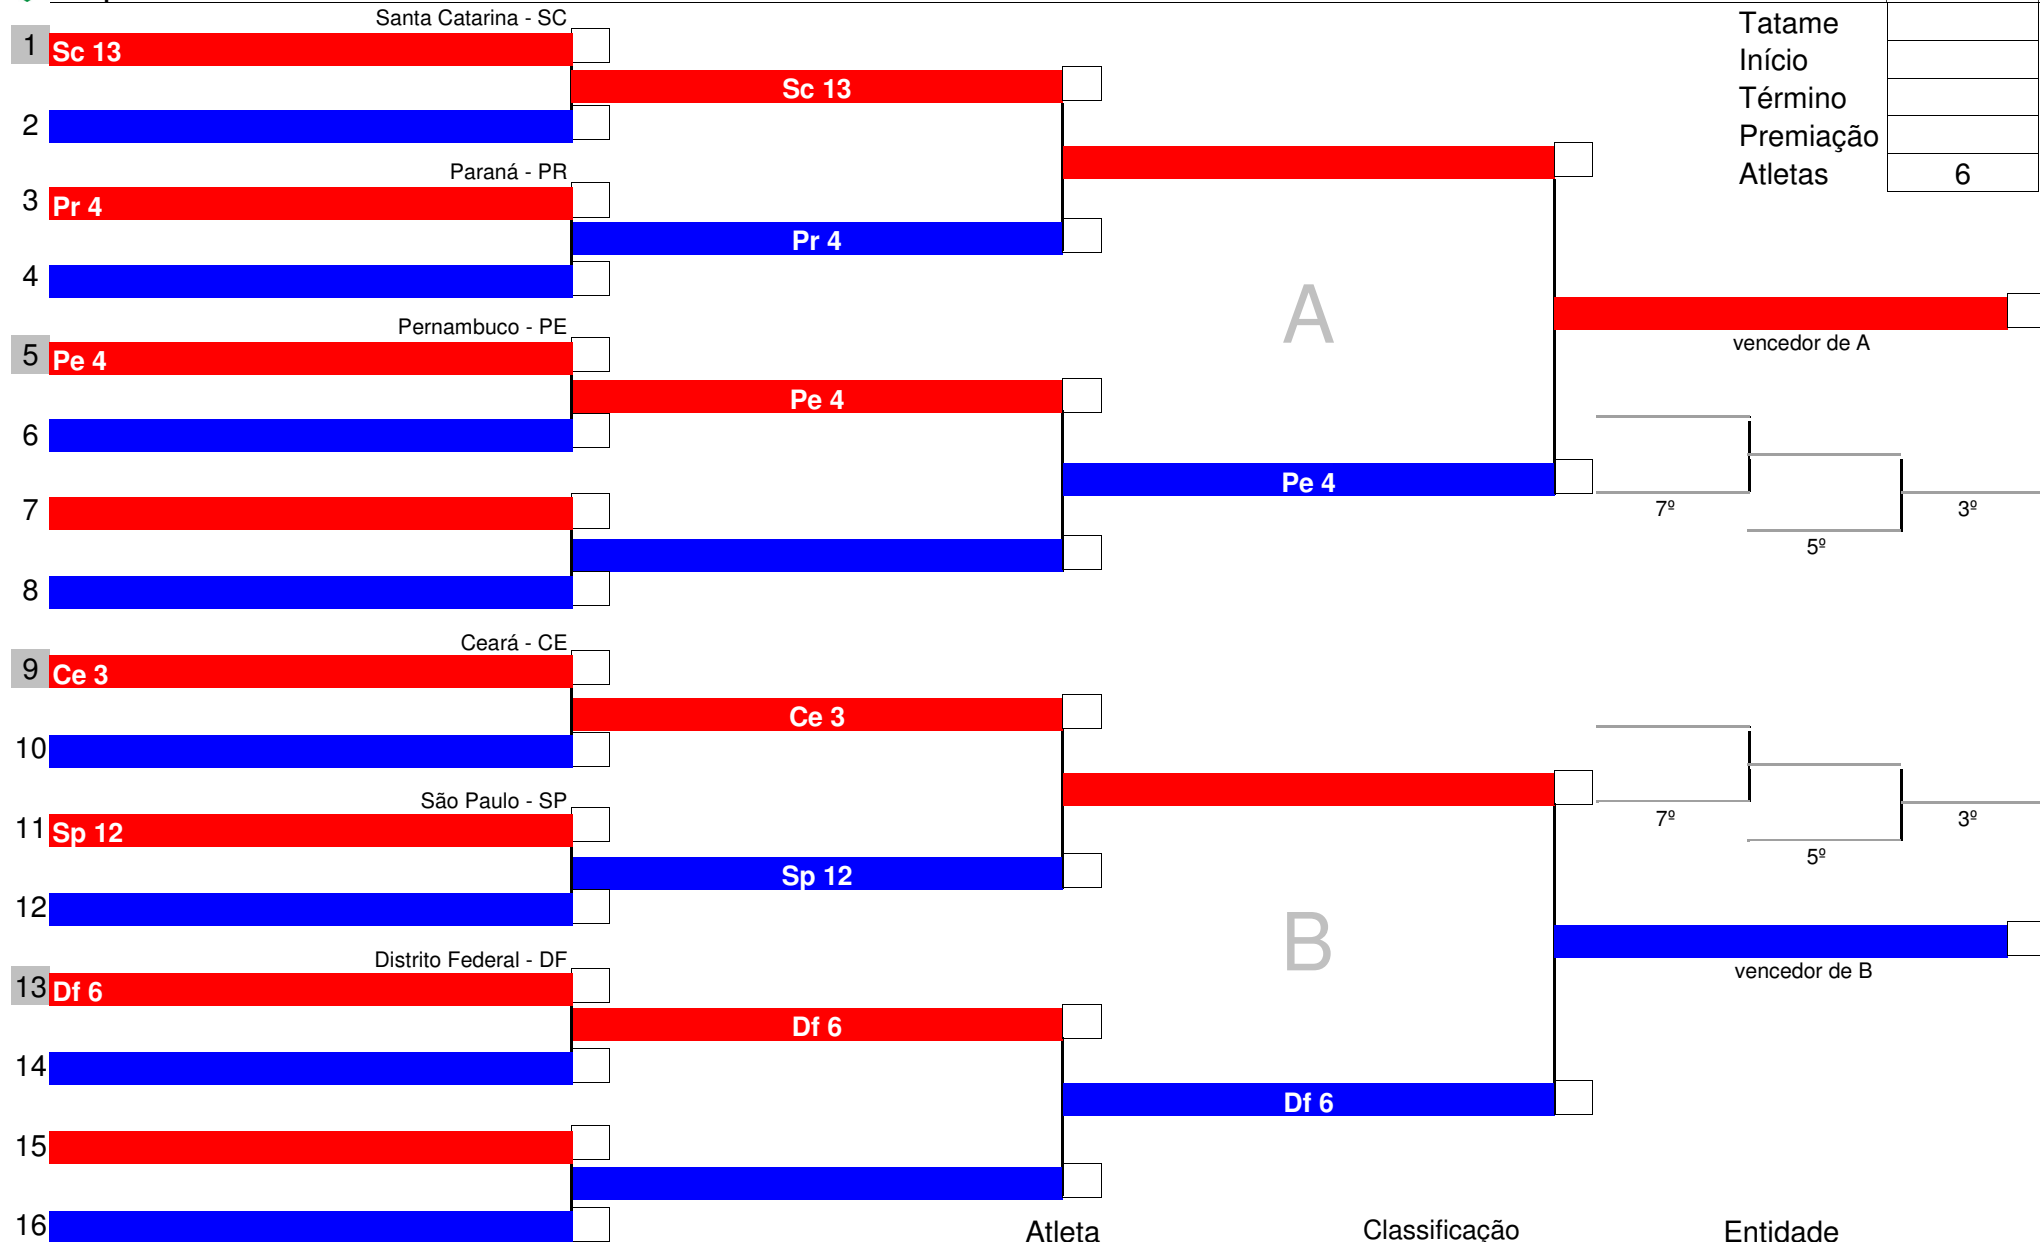 Santa Catarina - SC
Tatame
1 Sc 13
Início
Sc 13
Término
2
Premiação
Paraná - PR
Atletas 6
3 Pr 4
Pr 4
4
A
Pernambuco - PE
vencedor de A
5 Pe 4
Pe 4
6
Pe 4
7
7º 3º
5º
8
Ceará - CE
9 Ce 3
Ce 3
10
São Paulo - SP
7º 3º
11 Sp 12
5º
Sp 12
12
B
Distrito Federal - DF
vencedor de B
13 Df 6
Df 6
14
Df 6
15
16
Atleta Classificação Entidade